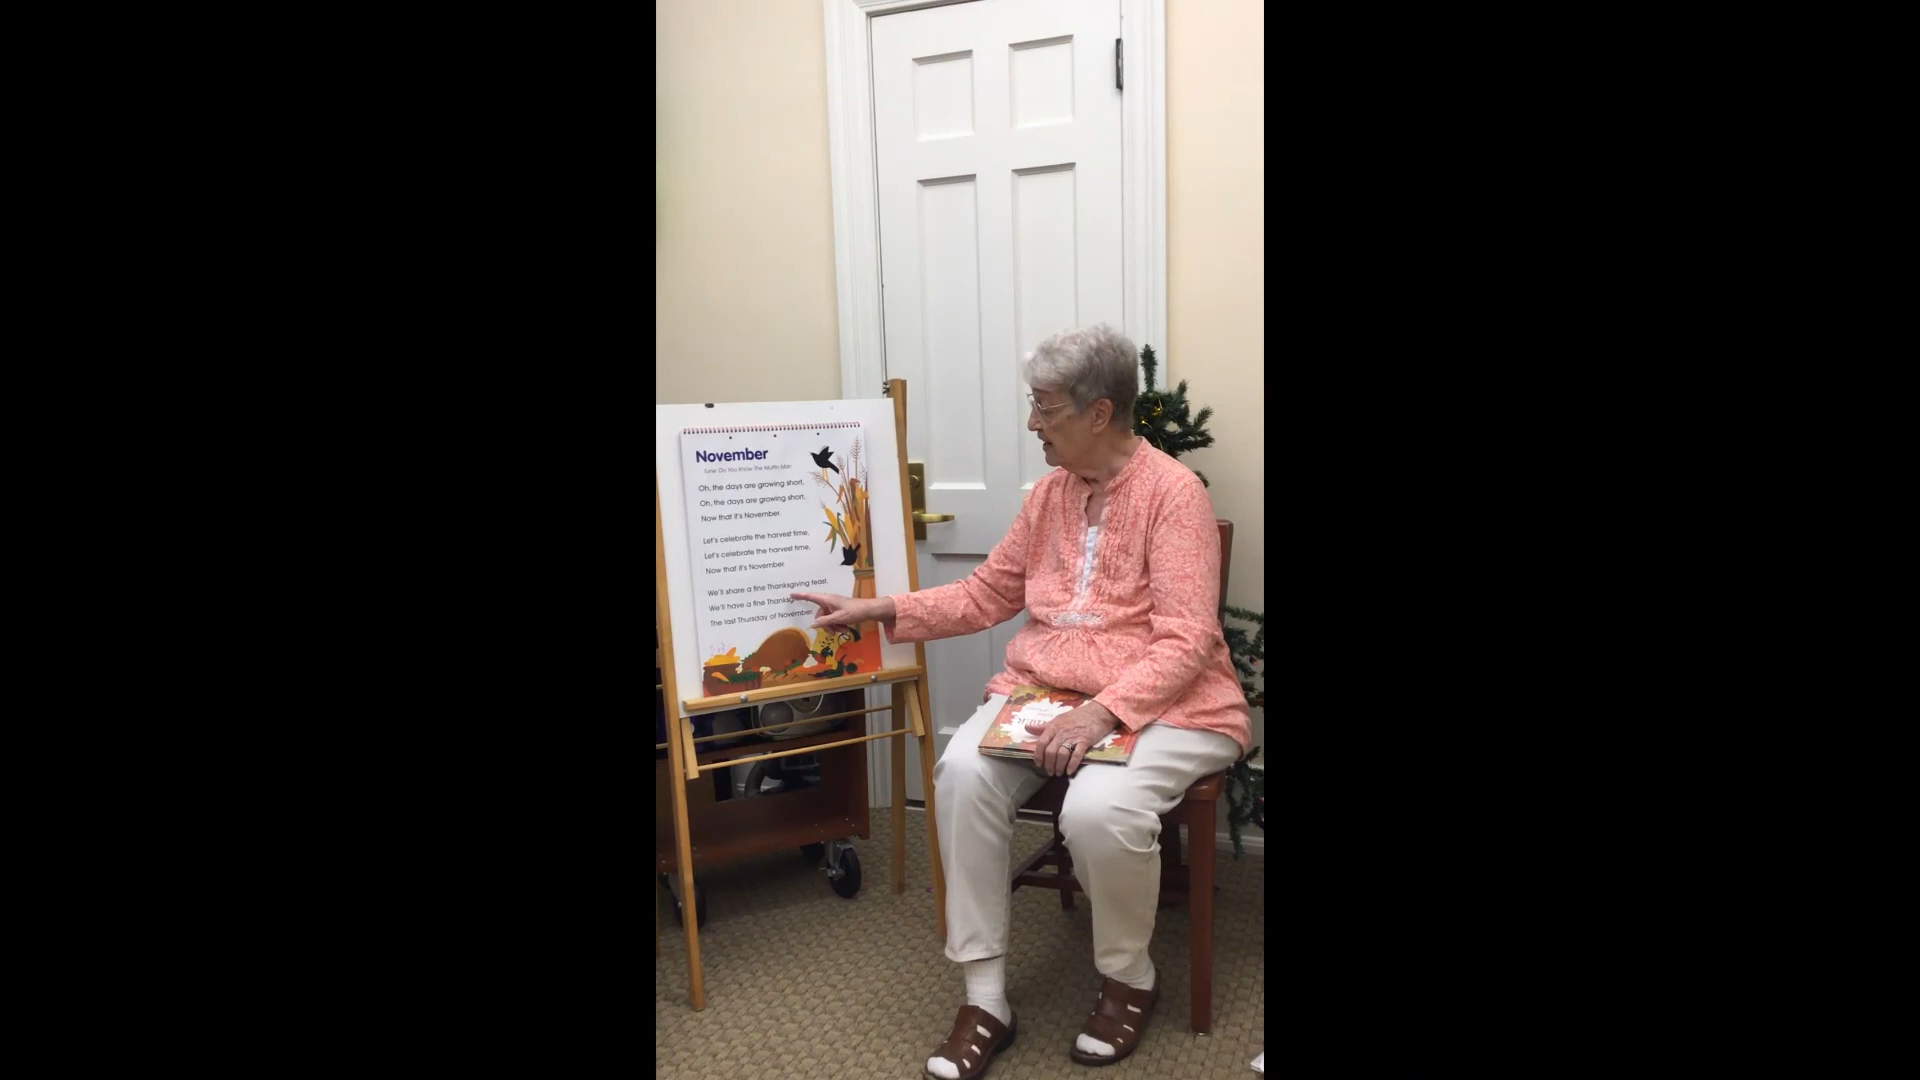 November
Tune: Do You Know The Muffin Man
Oh, the days are growing short,
Oh, the days are growing short,
Now that it's November.
Let's celebrate the harvest time,
Let's celebrate the harvest time,
Now that it's November.
We'll share a fine Thanksgiving feast,
We'll have a fine
The last Thursday of November